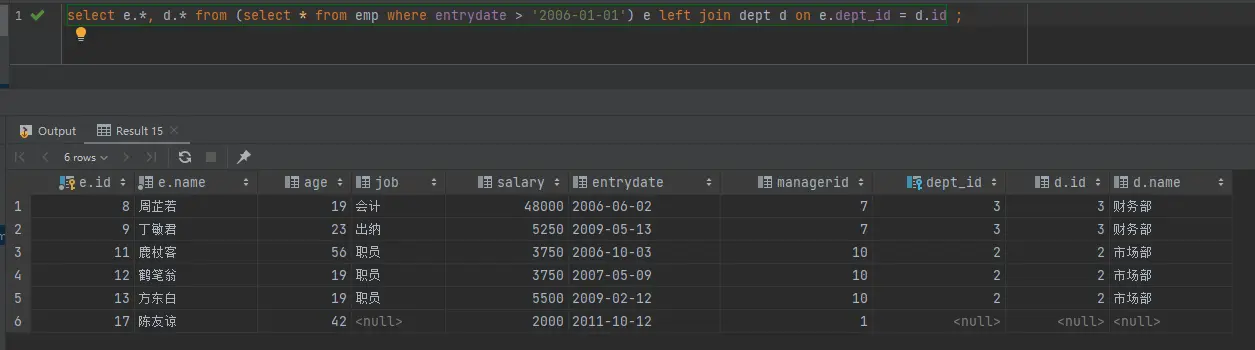 1 select e.*, d.* from (select * from emp where entrydate > '2006-01-01') e left join dept d on e.dept_id = d.id ;
Output Result 15
6 rows
e.id e.name age job salary entrydate managerid dept_id d.id d.name
1 8 周芷若 19 会计 48000 2006-06-02 7 3 3 财务部
2 9 丁敏君 23 出纳 5250 2009-05-13 7 3 3 财务部
3 11 鹿杖客 56 职员 3750 2006-10-03 10 2 2 市场部
4 12 鹤笔翁 19 职员 3750 2007-05-09 10 2 2 市场部
5 13 方东白 19 职员 5500 2009-02-12 10 2 2 市场部
6 17 陈友谅 42 <null> 2000 2011-10-12 1 <null> <null> <null>